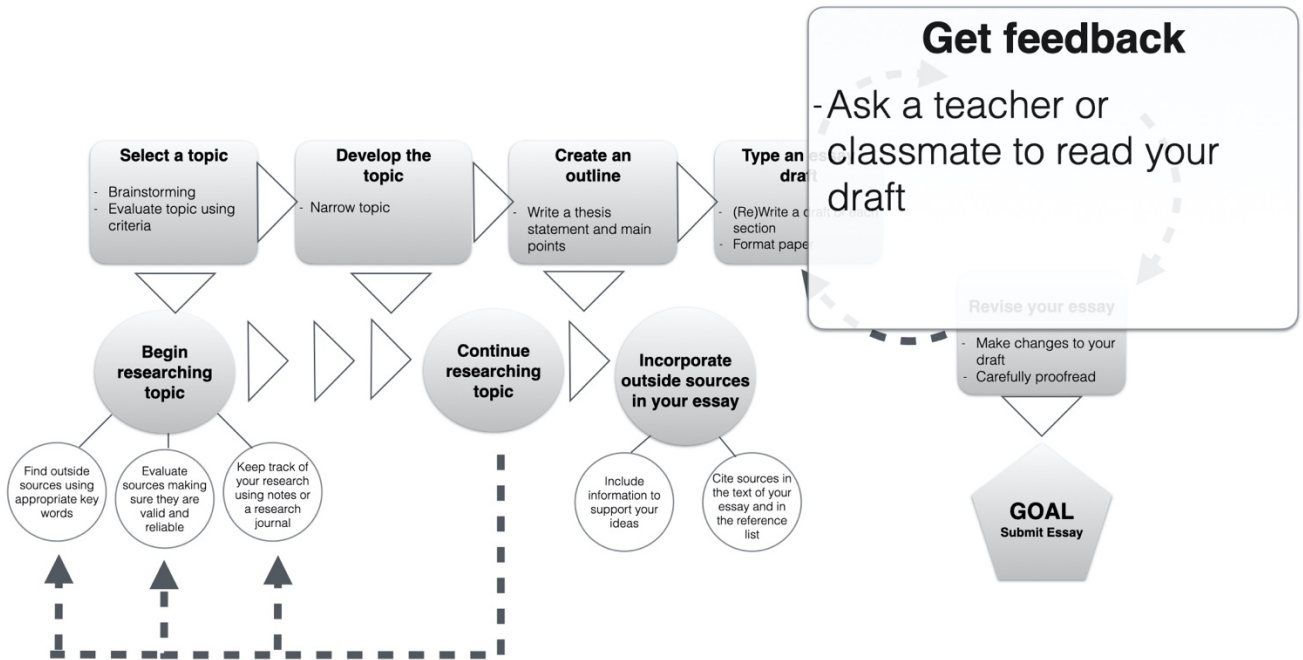 Get feedback
-Ask a teacher or
classmate to read your
draft
Select a topic
- Brainstorming
- Evaluate topic using
criteria
Develop the
topic
- Narrow topic
Create an
outline
- Write a thesis
statement and main
points
Type an essay
draft
- (Re)Write a draft of each
section
- Format paper
Revise your essay
- Make changes to your
draft
- Carefully proofread
Begin
researching
topic
Continue
researching
topic
Incorporate
outside sources
in your essay
Find outside
sources using
appropriate key
words
Evaluate
sources making
sure they are
valid and
reliable
Keep track of
your research
using notes or
a research
journal
Include
information to
support your
ideas
Cite sources in
the text of your
essay and in
the reference
list
GOAL
Submit Essay